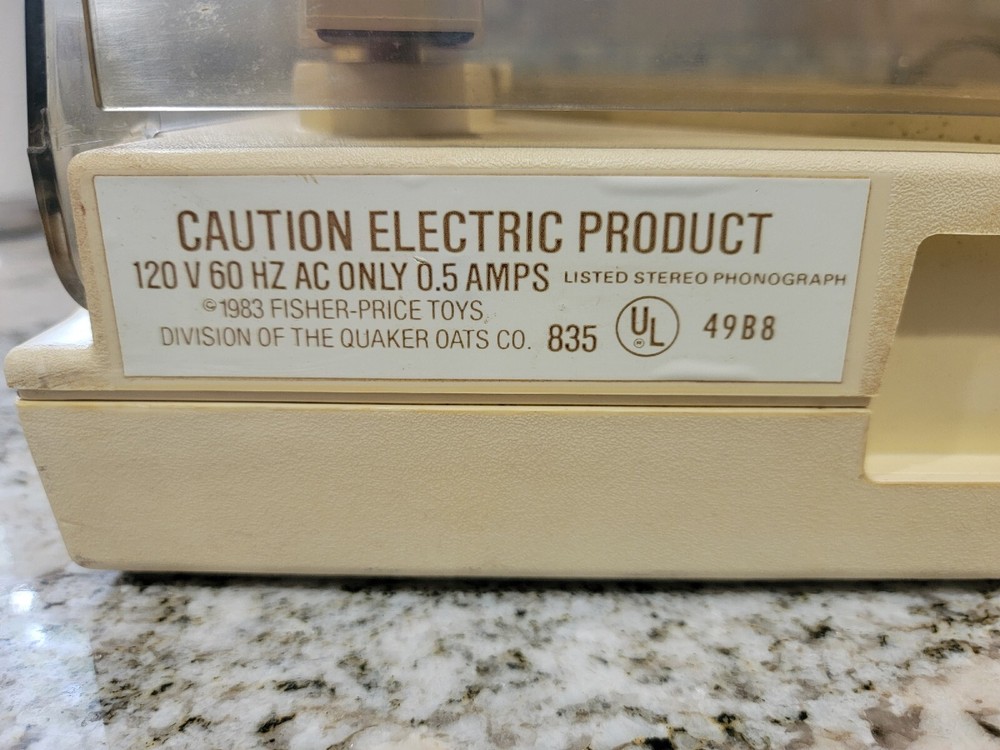 CAUTION ELECTRIC PRODUCT
120 V 60 HZ AC ONLY 0.5 AMPS LISTED STEREO PHONOGRAPH
©1983 FISHER-PRICE TOYS,
DIVISION OF THE QUAKER OATS CO. 835 UL 49B8